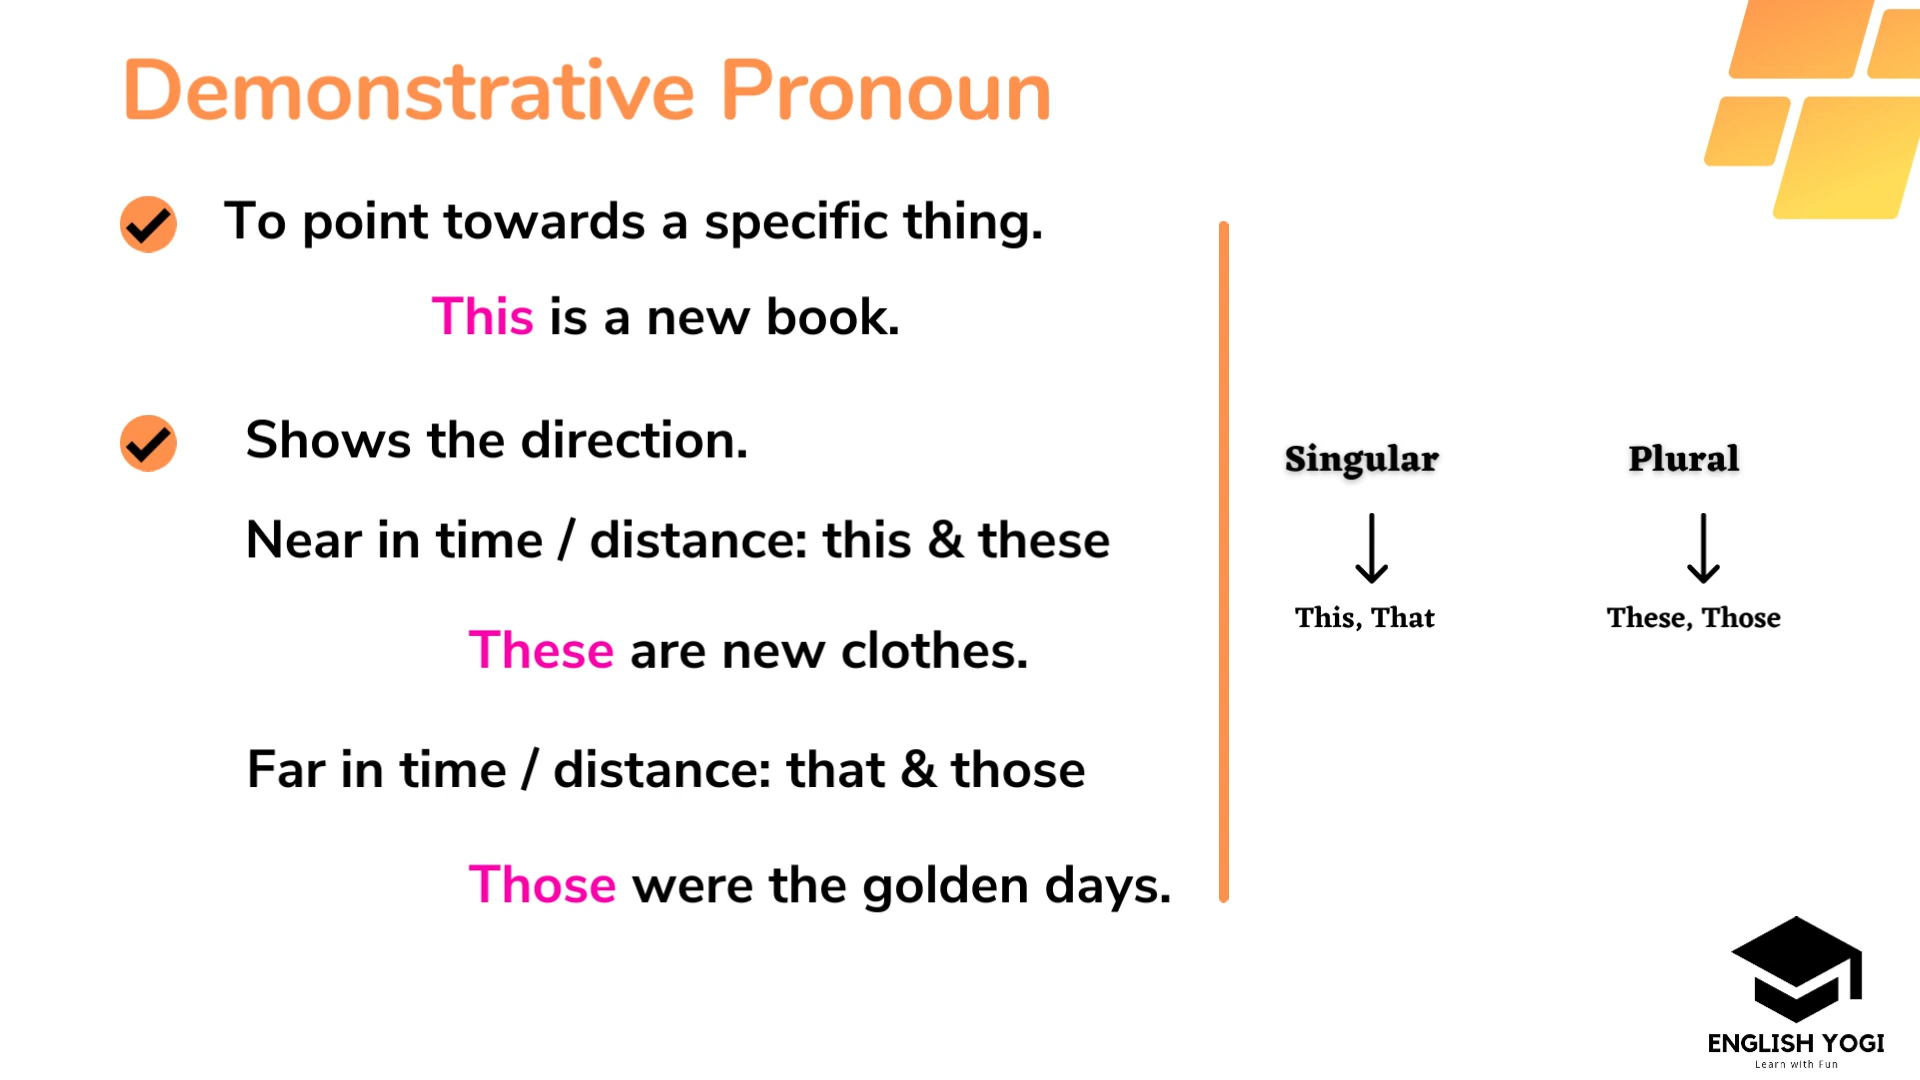 Demonstrative Pronoun
To point towards a specific thing.
This is a new book.
Shows the direction.
Near in time / distance: this & these
These are new clothes.
Far in time / distance: that & those
Those were the golden days.
Singular
Plural
This, That
These, Those
ENGLISH YOGI
Learn with Fun